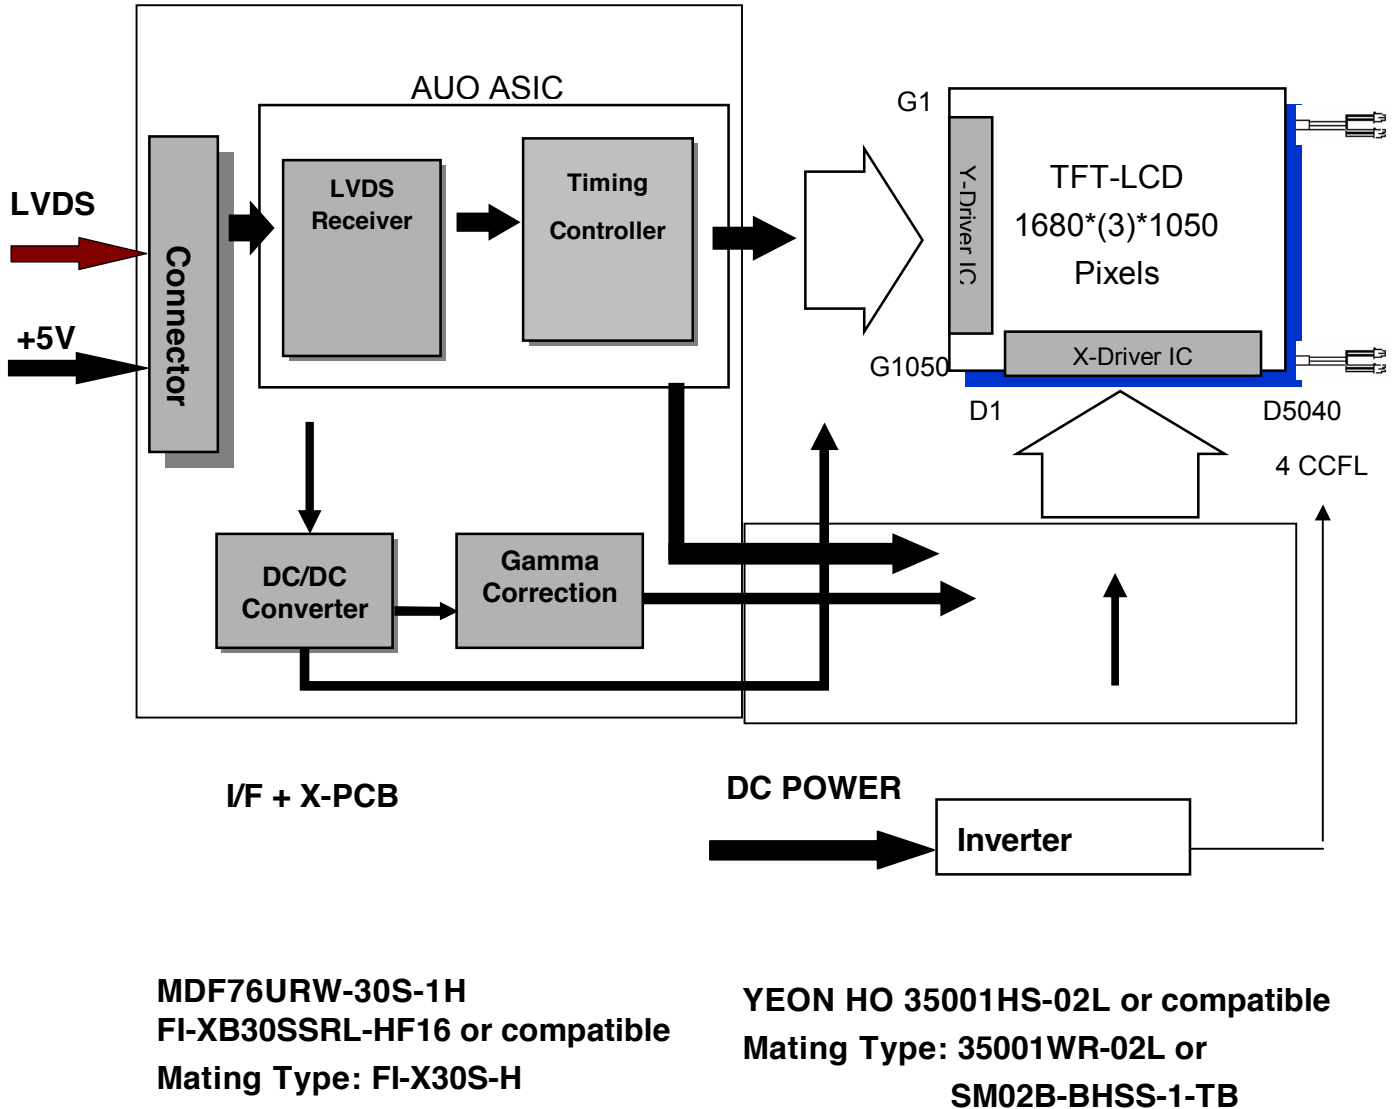 AUO ASIC
LVDS
+5V
Connector
LVDS
Receiver
Timing
Controller
G1
Y-Driver IC
TFT-LCD
1680*(3)*1050
Pixels
X-Driver IC
G1050
D1
D5040
4 CCFL
DC/DC
Converter
Gamma
Correction
I/F + X-PCB
DC POWER
Inverter
MDF76URW-30S-1H
FI-XB30SSRL-HF16 or compatible
Mating Type: FI-X30S-H
YEON HO 35001HS-02L or compatible
Mating Type: 35001WR-02L or
SM02B-BHSS-1-TB